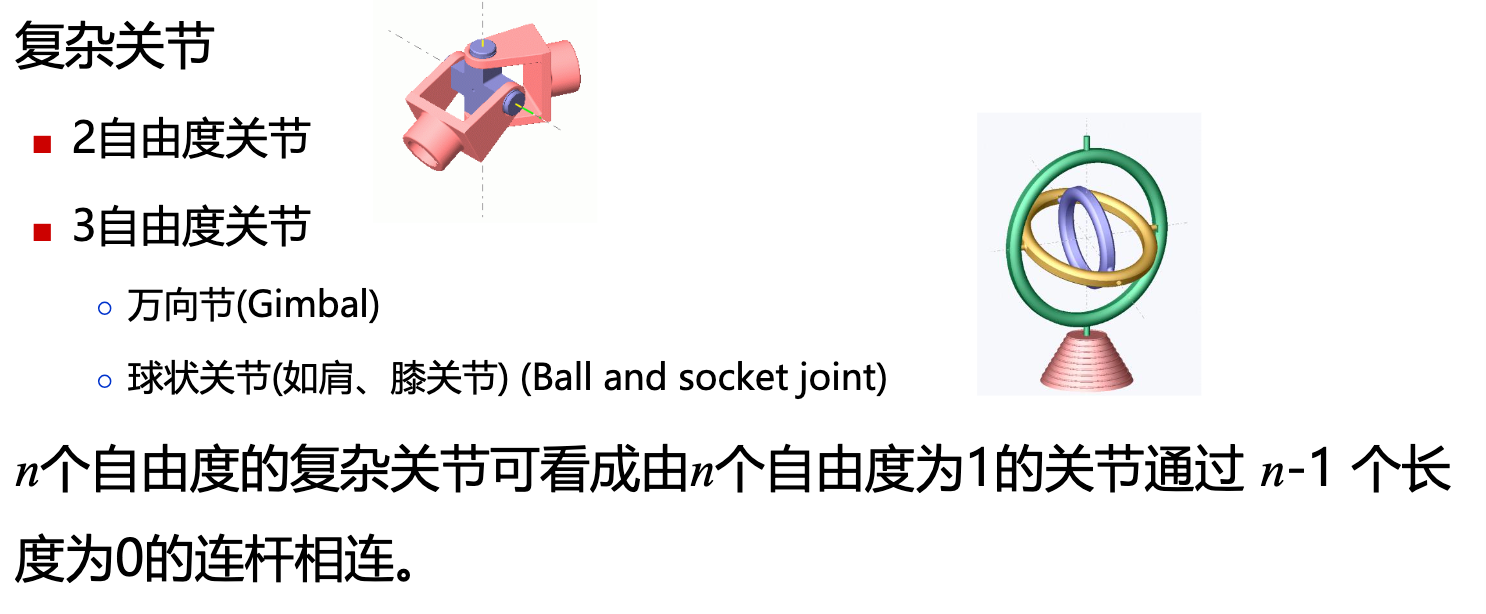 复杂关节
■ 2自由度关节
■ 3自由度关节
○ 万向节(Gimbal)
○ 球状关节(如肩、膝关节) (Ball and socket joint)
n个自由度的复杂关节可看成由n个自由度为1的关节通过 n-1 个长
度为0的连杆相连。